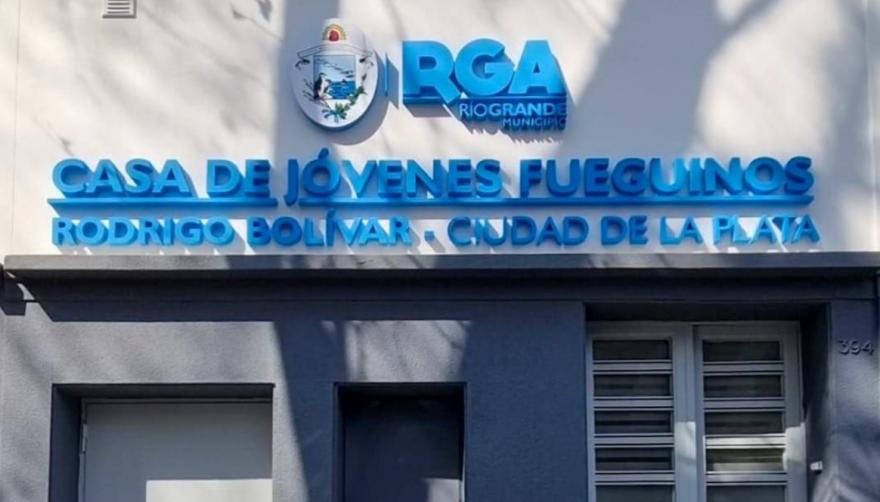 RGA
RIOGRANDE
MUNICIPIO
CASA DE JÓVENES FUEGUINOS
RODRIGO BOLÍVAR - CIUDAD DE LA PLATA
394